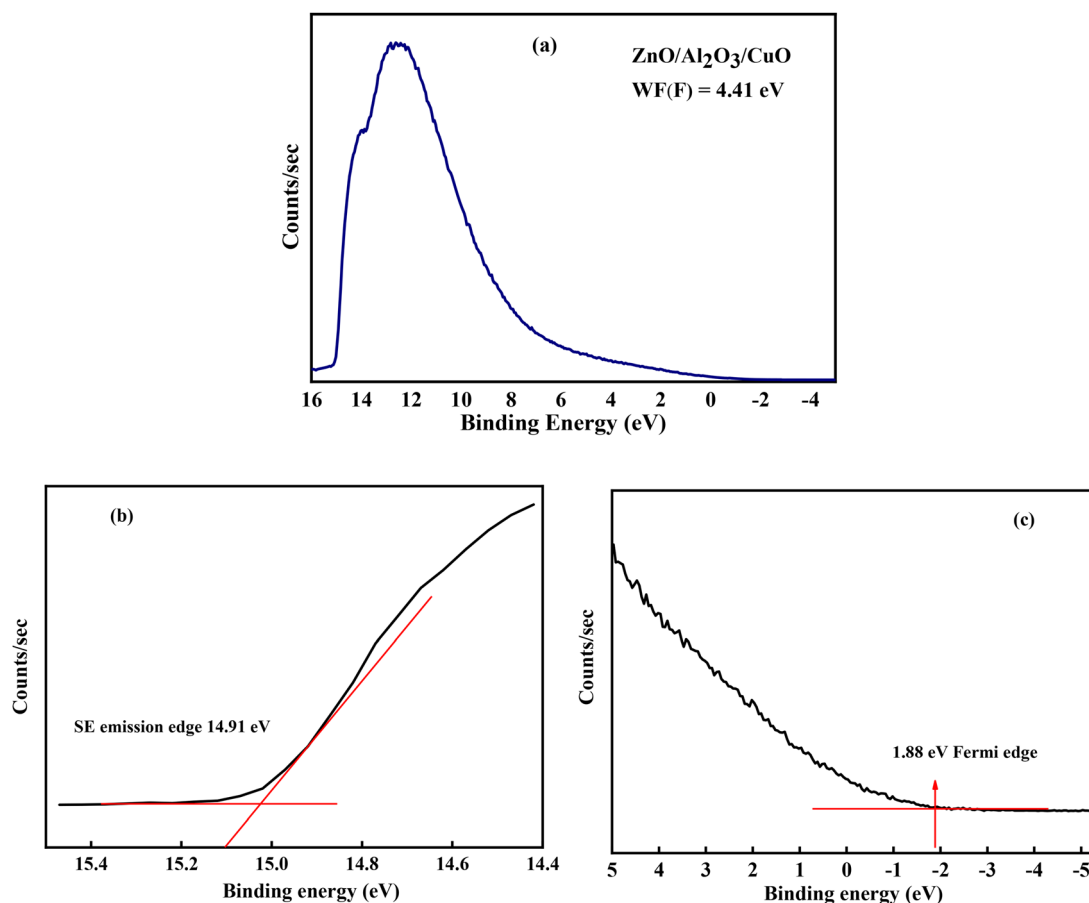 (a)
ZnO/Al₂O₃/CuO
WF(F) = 4.41 eV
Counts/sec
16 14 12 10 8 6 4 2 0 -2 -4
Binding Energy (eV)
(b)
SE emission edge 14.91 eV
Counts/sec
15.4 15.2 15.0 14.8 14.6 14.4
Binding energy (eV)
(c)
1.88 eV Fermi edge
Counts/sec
5 4 3 2 1 0 -1 -2 -3 -4 -5
Binding energy (eV)